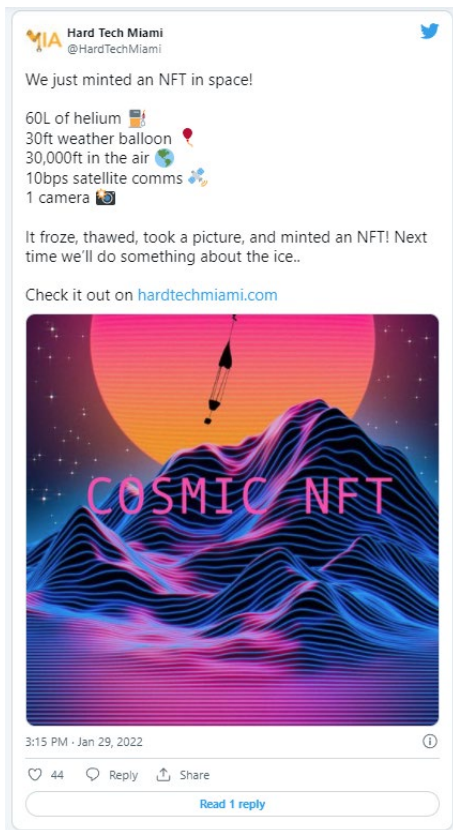 MIA Hard Tech Miami
@HardTechMiami
We just minted an NFT in space!
60L of helium ⛽
30ft weather balloon 🎈
30,000ft in the air 🌎
10bps satellite comms 🛰️
1 camera 📸
It froze, thawed, took a picture, and minted an NFT! Next
time we'll do something about the ice..
Check it out on hardtechmiami.com
COSMIC NFT
3:15 PM · Jan 29, 2022
44 Reply Share
Read 1 reply